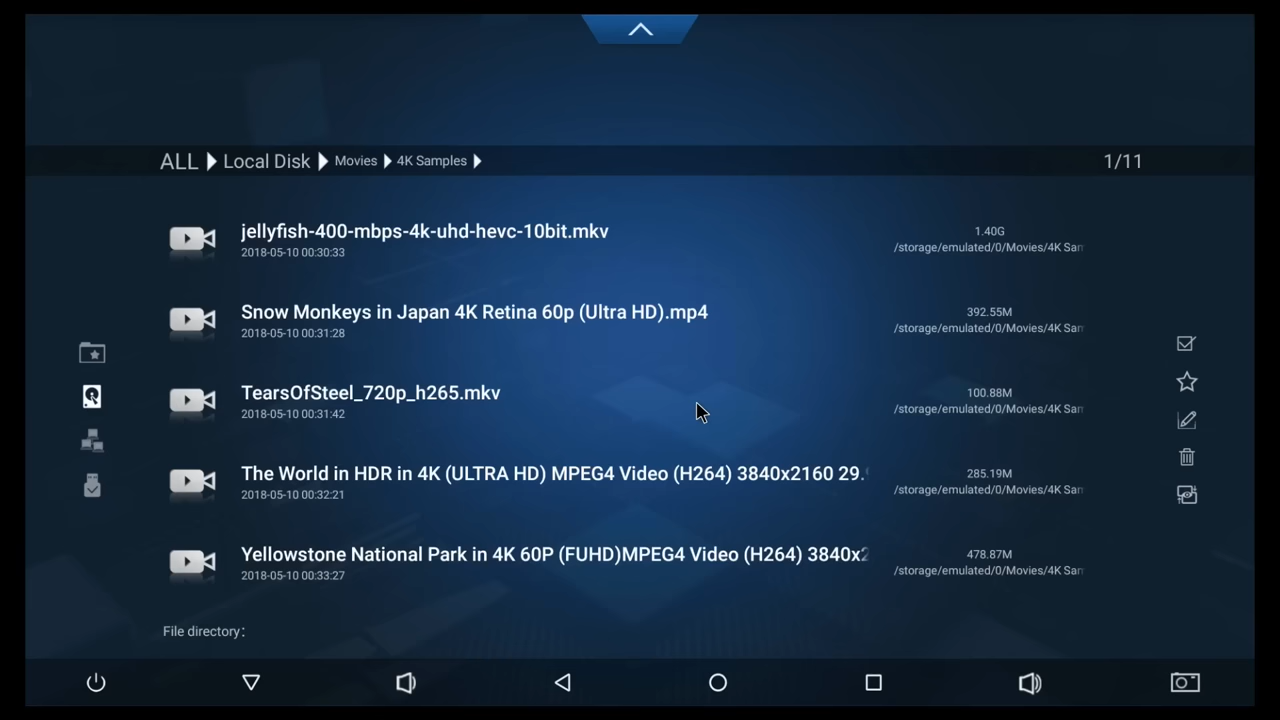 ALL Local Disk Movies 4K Samples 1/11
jellyfish-400-mbps-4k-uhd-hevc-10bit.mkv
2018-05-10 00:30:33
1.40G
/storage/emulated/0/Movies/4K Sam
Snow Monkeys in Japan 4K Retina 60p (Ultra HD).mp4
2018-05-10 00:31:28
392.55M
/storage/emulated/0/Movies/4K Sam
TearsOfSteel_720p_h265.mkv
2018-05-10 00:31:42
100.88M
/storage/emulated/0/Movies/4K Sam
The World in HDR in 4K (ULTRA HD) MPEG4 Video (H264) 3840x2160 29.
2018-05-10 00:32:21
285.19M
/storage/emulated/0/Movies/4K Sam
Yellowstone National Park in 4K 60P (FUHD)MPEG4 Video (H264) 3840x2
2018-05-10 00:33:27
478.87M
/storage/emulated/0/Movies/4K Sam
File directory: